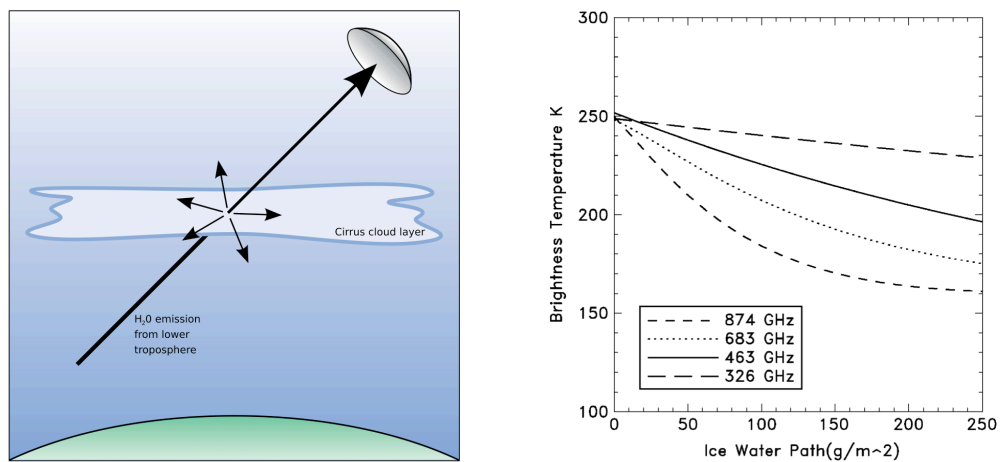 Cirrus cloud layer
H₂0 emission
from lower
troposphere
300
250
200
150
100
Brightness Temperature K
874 GHz
683 GHz
463 GHz
326 GHz
0
50
100
150
200
250
Ice Water Path(g/m^2)